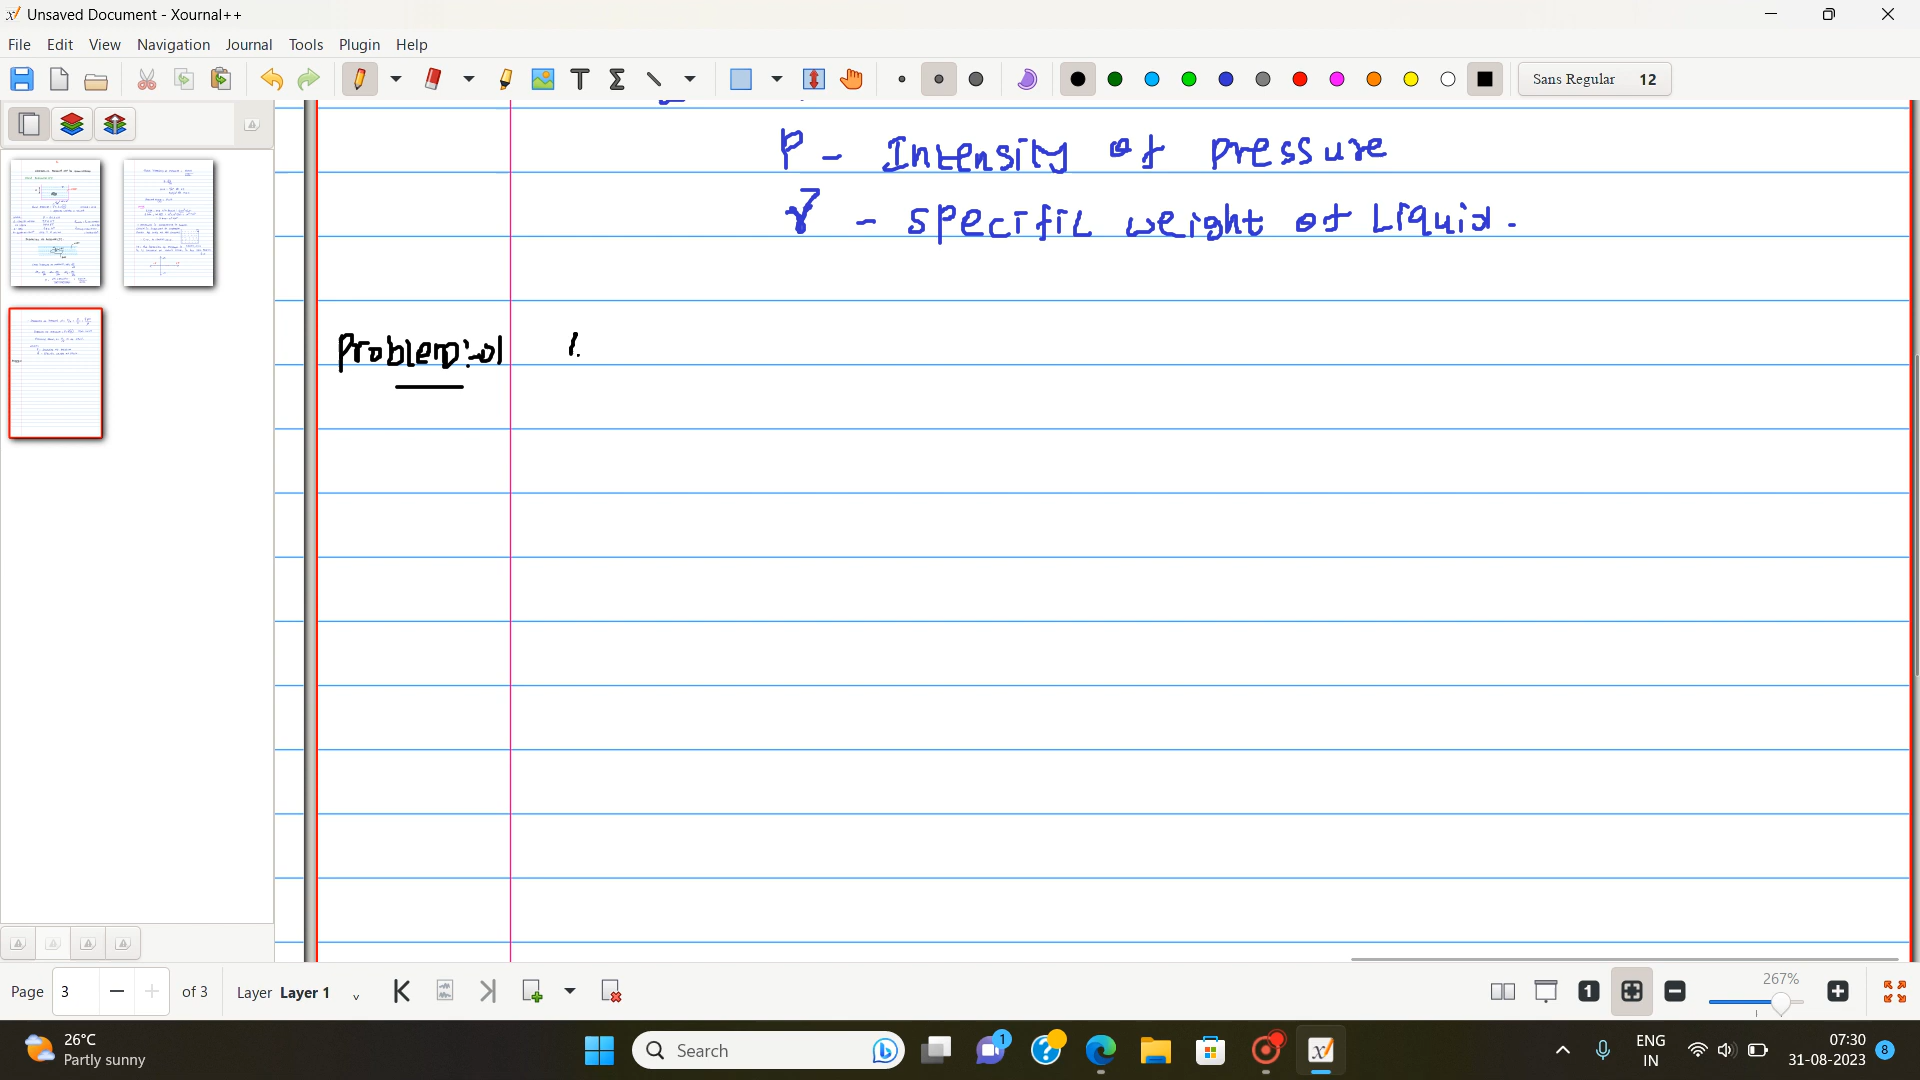 Unsaved Document - Xournal++
File Edit View Navigation Journal Tools Plugin Help
Sans Regular 12
P - Intensity of Pressure
γ - Specific weight of Liquid.
Problem:-01 1.
Page 3 of 3 Layer Layer 1 267%
26°C
Partly sunny
Search
1
ENG
IN
07:30
31-08-2023
8